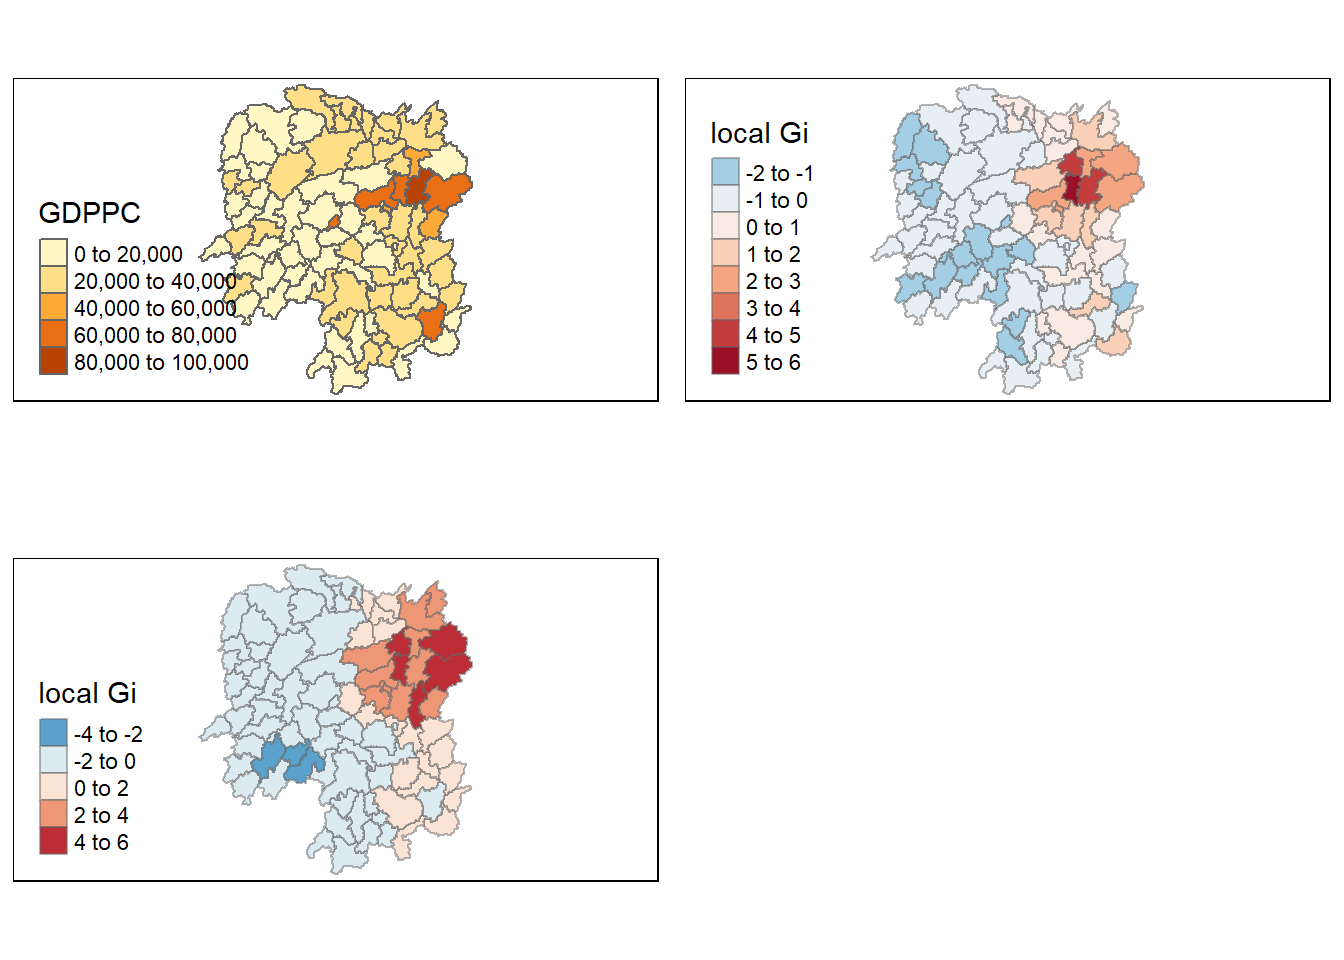 GDPPC
0 to 20,000
20,000 to 40,000
40,000 to 60,000
60,000 to 80,000
80,000 to 100,000
local Gi
-2 to -1
-1 to 0
0 to 1
1 to 2
2 to 3
3 to 4
4 to 5
5 to 6
local Gi
-4 to -2
-2 to 0
0 to 2
2 to 4
4 to 6